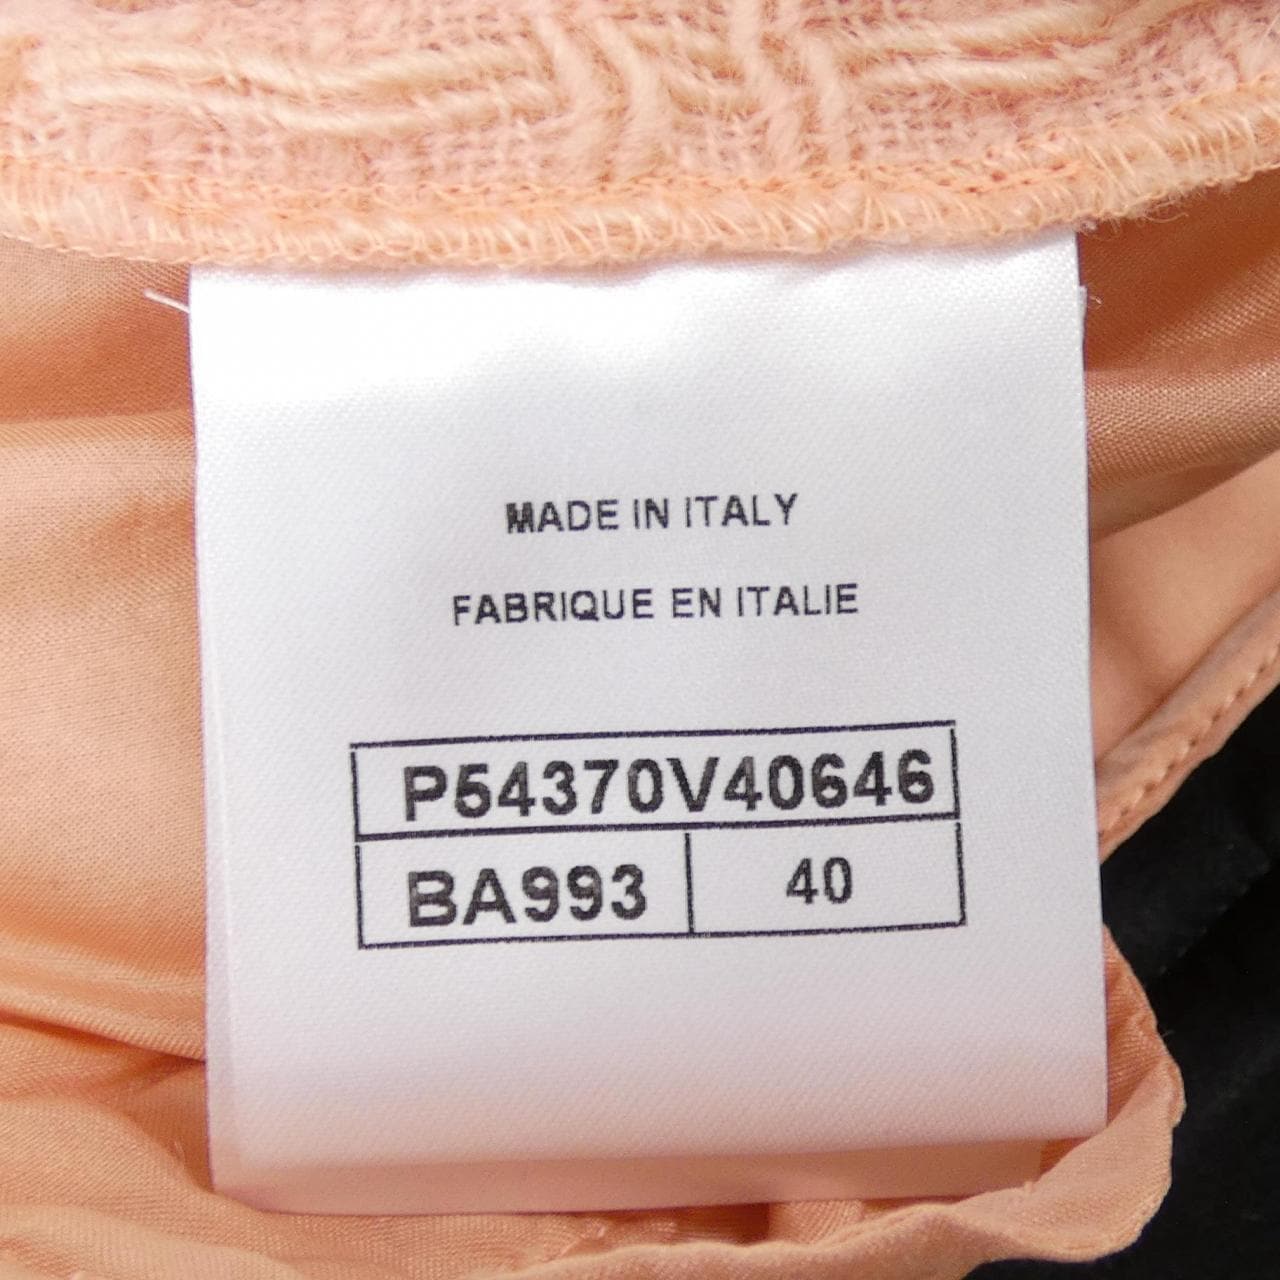 MADE IN ITALY
FABRIQUE EN ITALIE
P54370V40646
BA993 40